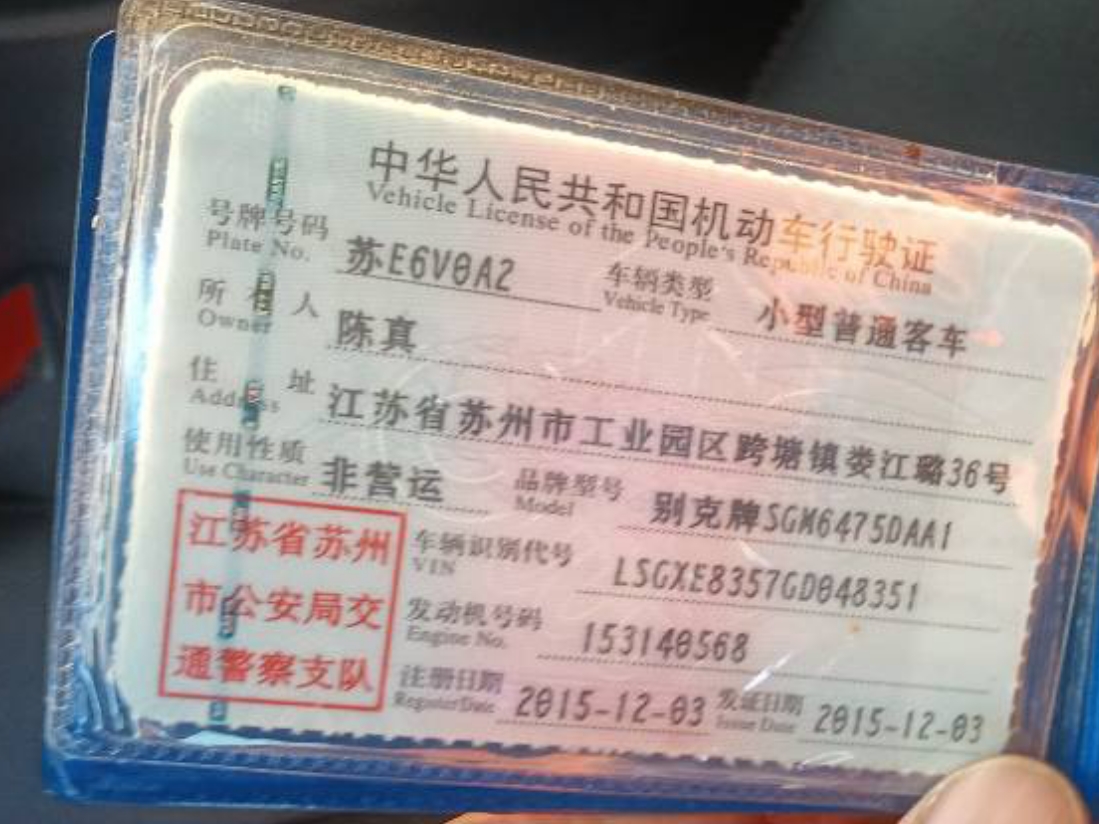 中华人民共和国机动车行驶证
Vehicle License of the People's Republic of China
号牌号码 苏E6V0A2 车辆类型 小型普通客车
Plate No. Vehicle Type
所有人 陈真
Owner
住址 江苏省苏州市工业园区跨塘镇娄江璐36号
Address
使用性质 非营运 品牌型号 别克牌SGM6475DAA1
Use Character Model
江苏省苏州
市公安局交
通警察支队
车辆识别代号 LSGXE8357GD048351
VIN
发动机号码 153140568
Engine No.
注册日期 2015-12-03 发证日期 2015-12-03
Register Date Issue Date